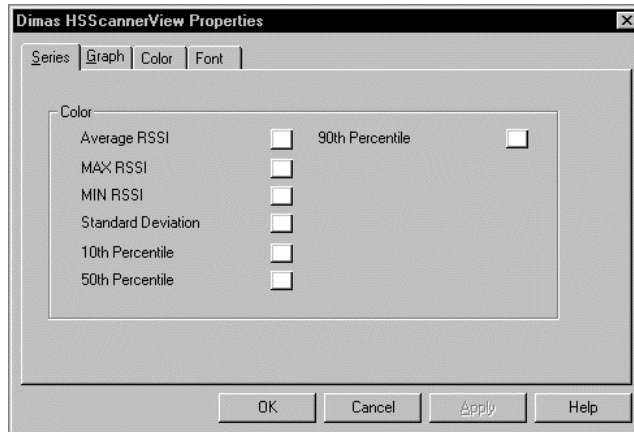 Dimas HSScannerView Properties
Series Graph Color Font
Color
Average RSSI 90th Percentile
MAX RSSI
MIN RSSI
Standard Deviation
10th Percentile
50th Percentile
OK Cancel Apply Help